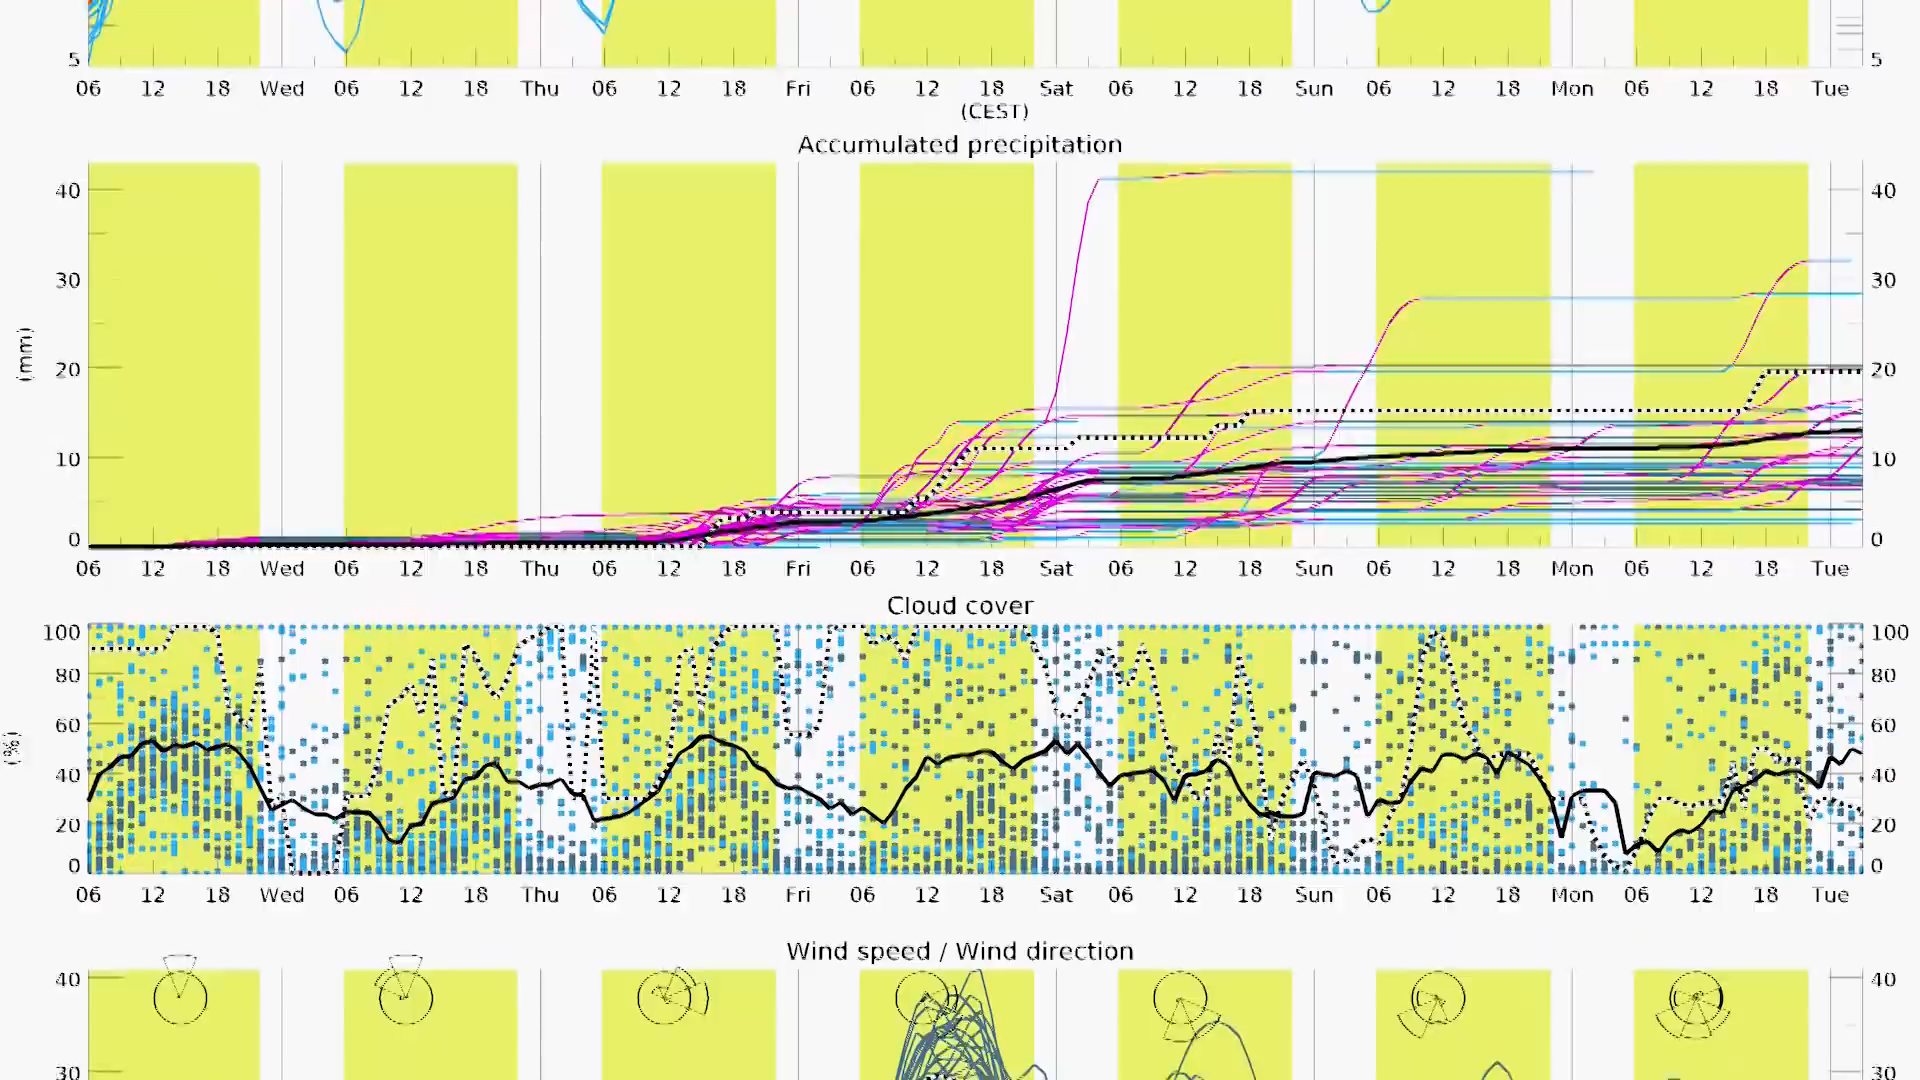 5 5
06 12 18 Wed 06 12 18 Thu 06 12 18 Fri 06 12 18 Sat 06 12 18 Sun 06 12 18 Mon 06 12 18 Tue
(CEST)
Accumulated precipitation
40 40
30 30
(mm)
20 20
10 10
0 0
06 12 18 Wed 06 12 18 Thu 06 12 18 Fri 06 12 18 Sat 06 12 18 Sun 06 12 18 Mon 06 12 18 Tue
Cloud cover
100 100
80 80
60 60
(%)
40 40
20 20
0 0
06 12 18 Wed 06 12 18 Thu 06 12 18 Fri 06 12 18 Sat 06 12 18 Sun 06 12 18 Mon 06 12 18 Tue
Wind speed / Wind direction
40 40
30 30